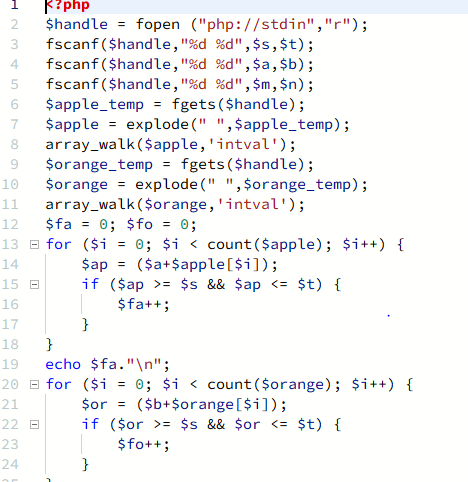 1 <?php
2 $handle = fopen ("php://stdin","r");
3 fscanf($handle,"%d %d",$s,$t);
4 fscanf($handle,"%d %d",$a,$b);
5 fscanf($handle,"%d %d",$m,$n);
6 $apple_temp = fgets($handle);
7 $apple = explode(" ",$apple_temp);
8 array_walk($apple,'intval');
9 $orange_temp = fgets($handle);
10 $orange = explode(" ",$orange_temp);
11 array_walk($orange,'intval');
12 $fa = 0; $fo = 0;
13 for ($i = 0; $i < count($apple); $i++) {
14 $ap = ($a+$apple[$i]);
15 if ($ap >= $s && $ap <= $t) {
16 $fa++;
17 }
18 }
19 echo $fa."\n";
20 for ($i = 0; $i < count($orange); $i++) {
21 $or = ($b+$orange[$i]);
22 if ($or >= $s && $or <= $t) {
23 $fo++;
24 }